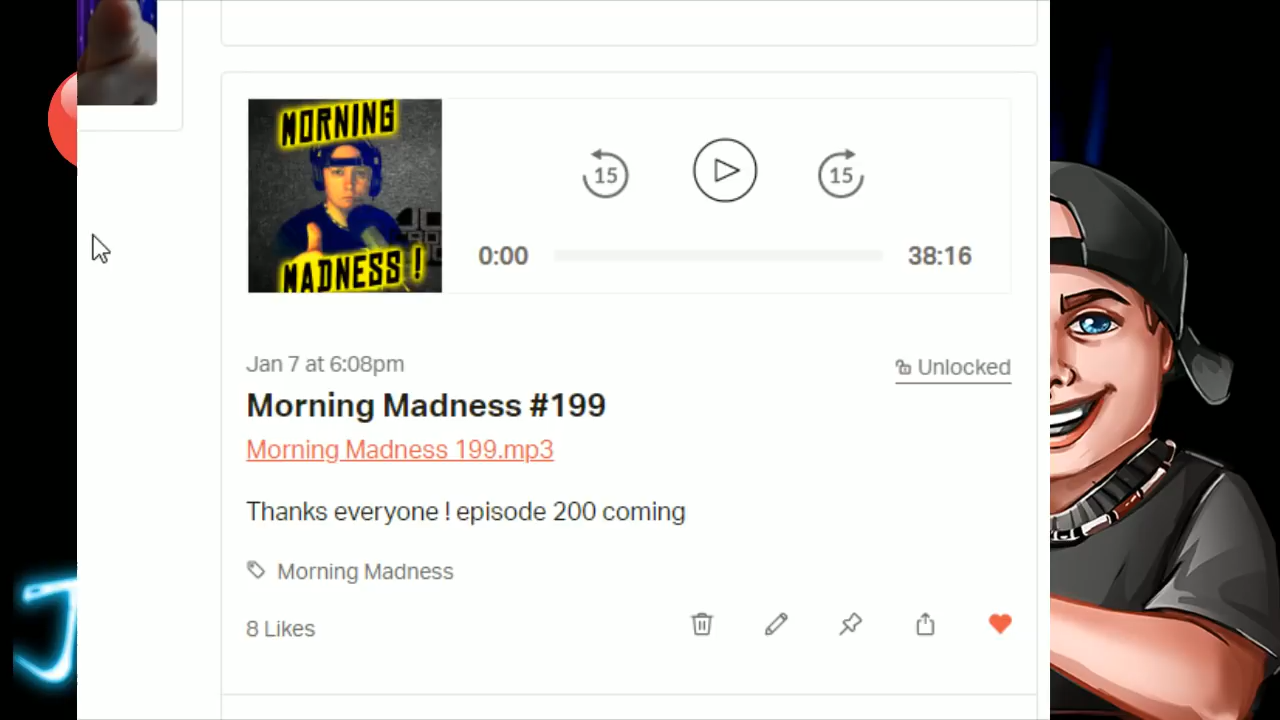 MORNING
MADNESS !
15
15
0:00
38:16
Jan 7 at 6:08pm
Unlocked
Morning Madness #199
Morning Madness 199.mp3
Thanks everyone ! episode 200 coming
Morning Madness
8 Likes
J